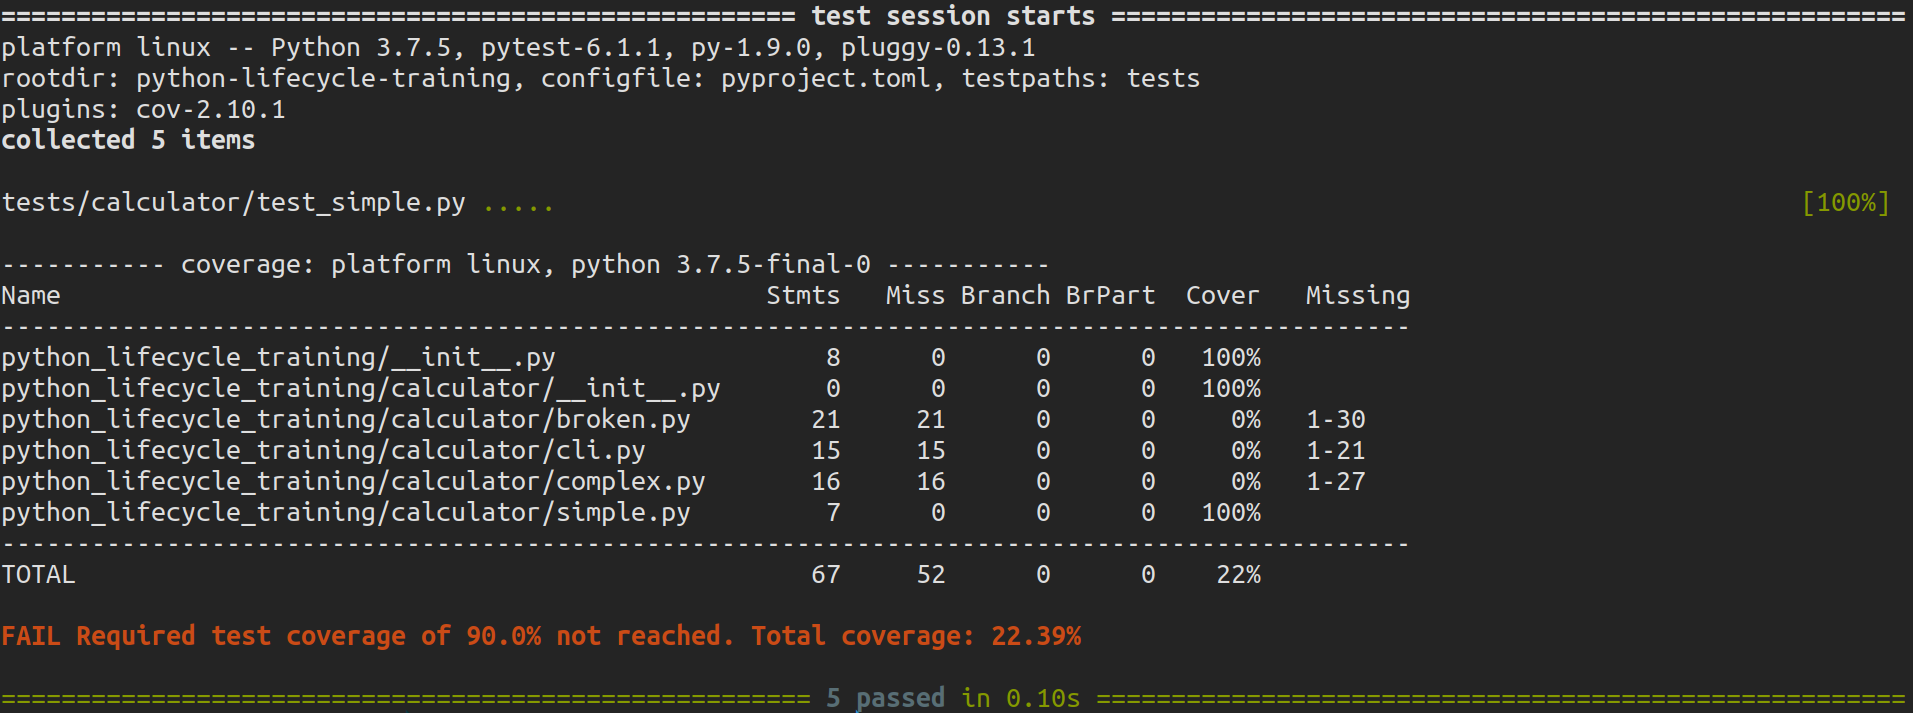 ===================================================== test session starts =====================================================
platform linux -- Python 3.7.5, pytest-6.1.1, py-1.9.0, pluggy-0.13.1
rootdir: python-lifecycle-training, configfile: pyproject.toml, testpaths: tests
plugins: cov-2.10.1
collected 5 items
tests/calculator/test_simple.py ..... [100%]
----------- coverage: platform linux, python 3.7.5-final-0 -----------
Name Stmts Miss Branch BrPart Cover Missing
----------------------------------------------------------------------------------------------
python_lifecycle_training/__init__.py 8 0 0 0 100%
python_lifecycle_training/calculator/__init__.py 0 0 0 0 100%
python_lifecycle_training/calculator/broken.py 21 21 0 0 0% 1-30
python_lifecycle_training/calculator/cli.py 15 15 0 0 0% 1-21
python_lifecycle_training/calculator/complex.py 16 16 0 0 0% 1-27
python_lifecycle_training/calculator/simple.py 7 0 0 0 100%
----------------------------------------------------------------------------------------------
TOTAL 67 52 0 0 22%
FAIL Required test coverage of 90.0% not reached. Total coverage: 22.39%
====================================================== 5 passed in 0.10s ======================================================